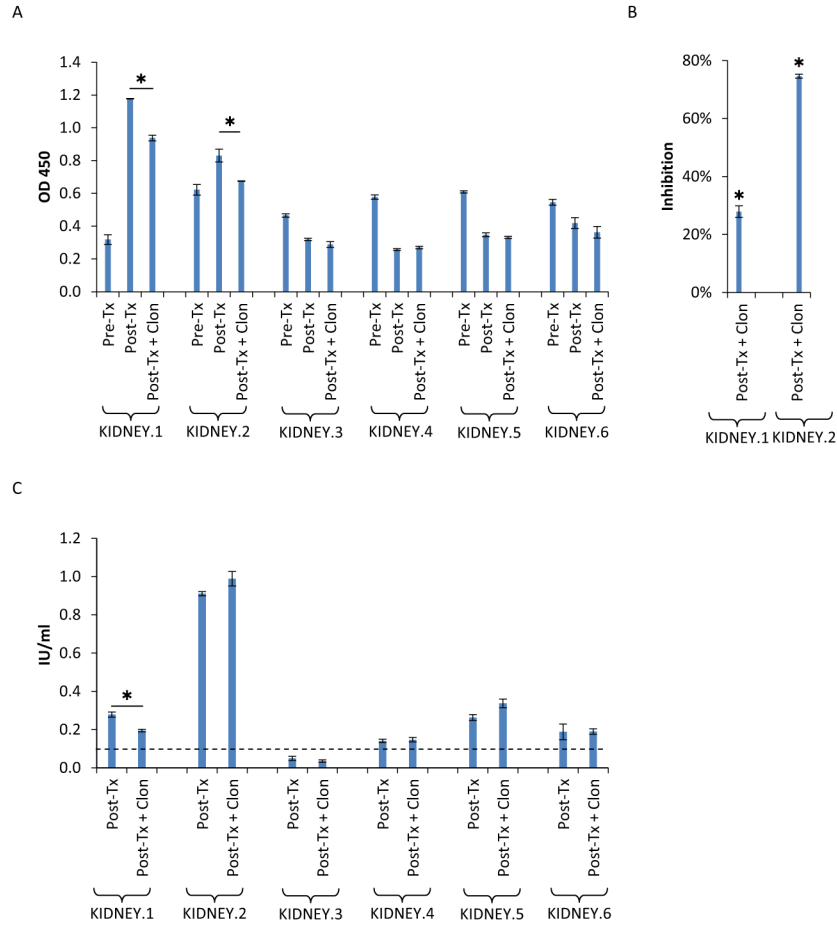 A
B
OD 450
1.4
1.2
1.0
0.8
0.6
0.4
0.2
0.0
*
*
Pre-Tx
Post-Tx
Post-Tx + Clon
Pre-Tx
Post-Tx
Post-Tx + Clon
Pre-Tx
Post-Tx
Post-Tx + Clon
Pre-Tx
Post-Tx
Post-Tx + Clon
Pre-Tx
Post-Tx
Post-Tx + Clon
Pre-Tx
Post-Tx
Post-Tx + Clon
KIDNEY.1 KIDNEY.2 KIDNEY.3 KIDNEY.4 KIDNEY.5 KIDNEY.6
Inhibition
80%
60%
40%
20%
0%
*
*
Post-Tx + Clon
Post-Tx + Clon
KIDNEY.1 KIDNEY.2
C
IU/ml
1.2
1.0
0.8
0.6
0.4
0.2
0.0
*
Post-Tx
Post-Tx + Clon
Post-Tx
Post-Tx + Clon
Post-Tx
Post-Tx + Clon
Post-Tx
Post-Tx + Clon
Post-Tx
Post-Tx + Clon
Post-Tx
Post-Tx + Clon
KIDNEY.1 KIDNEY.2 KIDNEY.3 KIDNEY.4 KIDNEY.5 KIDNEY.6